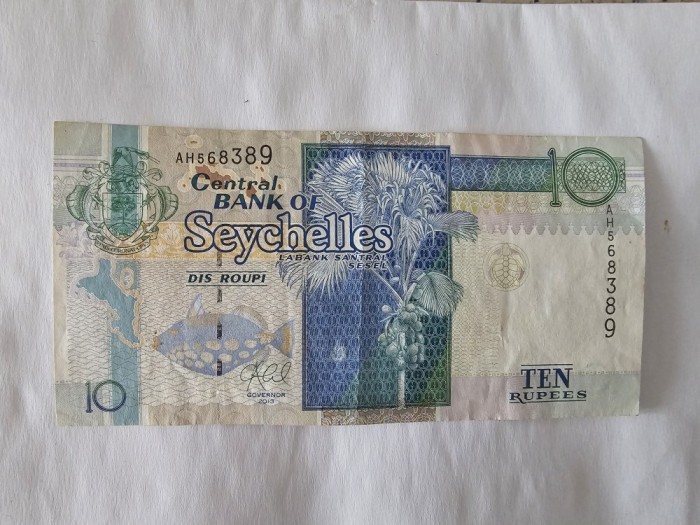 AH568389
Central
BANK OF
Seychelles
LABANK SANTRAL
SESEL
DIS ROUPI
GOVERNOR
2013
10
10
AH568389
TEN
RUPEES